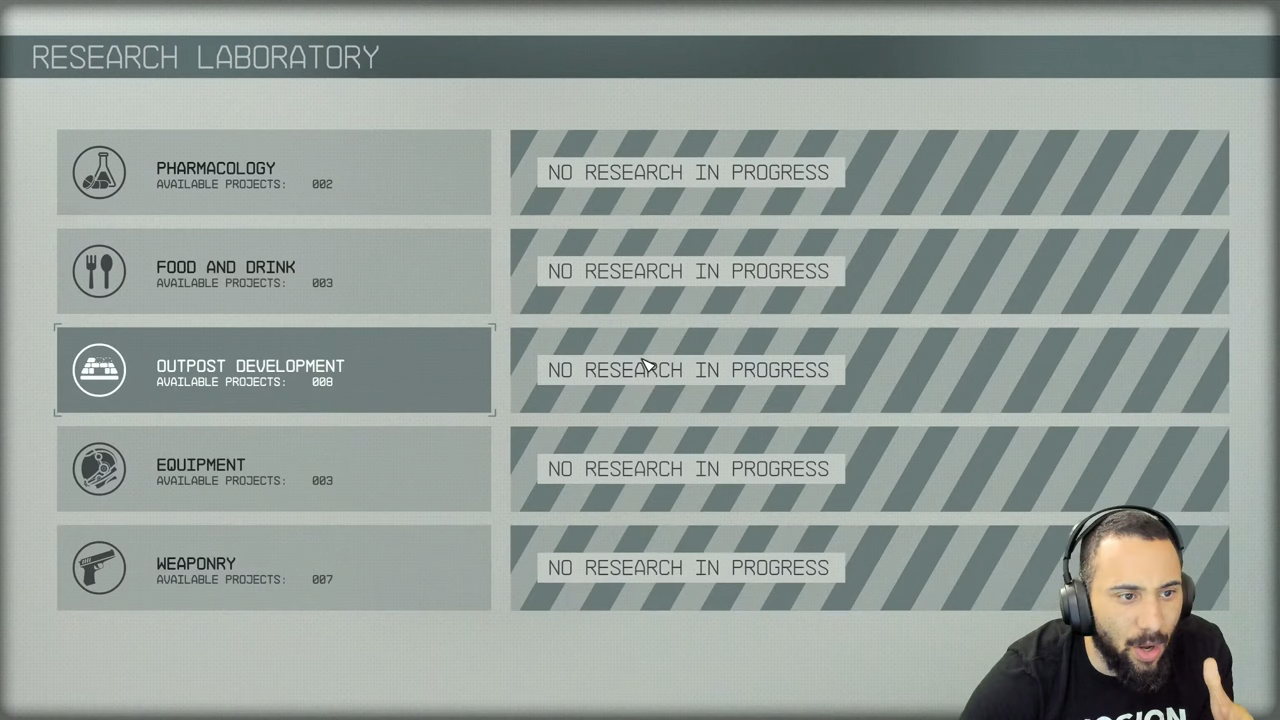 RESEARCH LABORATORY
PHARMACOLOGY
AVAILABLE PROJECTS: 002
NO RESEARCH IN PROGRESS
FOOD AND DRINK
AVAILABLE PROJECTS: 003
NO RESEARCH IN PROGRESS
OUTPOST DEVELOPMENT
AVAILABLE PROJECTS: 008
NO RESEARCH IN PROGRESS
EQUIPMENT
AVAILABLE PROJECTS: 003
NO RESEARCH IN PROGRESS
WEAPONRY
AVAILABLE PROJECTS: 007
NO RESEARCH IN PROGRESS